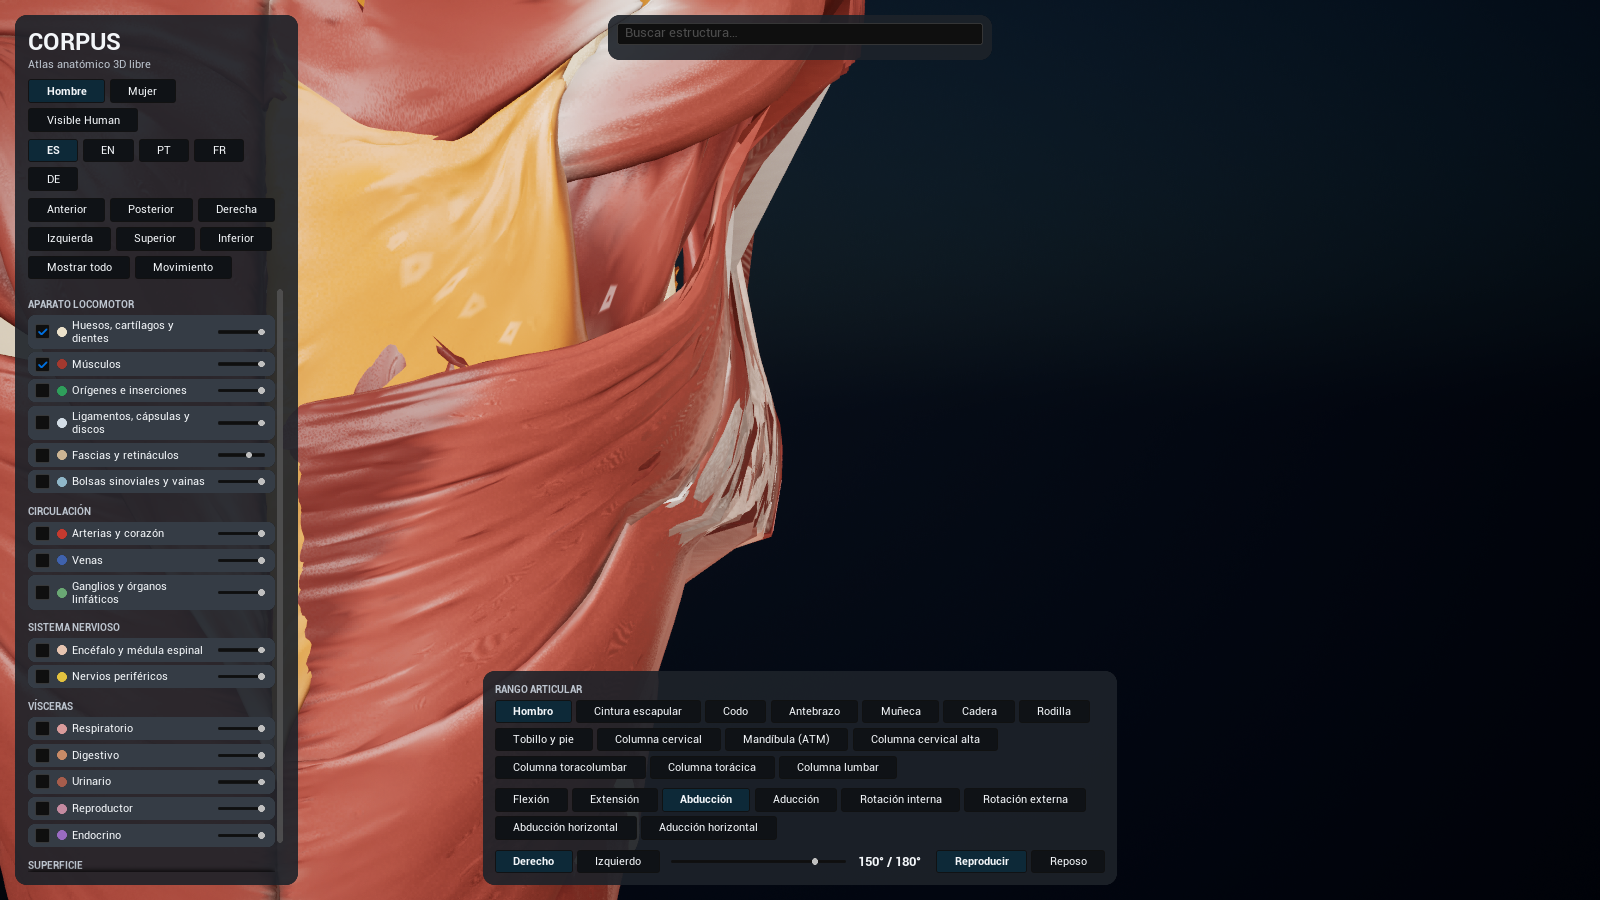 CORPUS
Atlas anatómico 3D libre
Hombre Mujer
Visible Human
ES EN PT FR
DE
Anterior Posterior Derecha
Izquierda Superior Inferior
Mostrar todo Movimiento
APARATO LOCOMOTOR
Huesos, cartílagos y
dientes
Músculos
Orígenes e inserciones
Ligamentos, cápsulas y
discos
Fascias y retináculos
Bolsas sinoviales y vainas
CIRCULACIÓN
Arterias y corazón
Venas
Ganglios y órganos
linfáticos
SISTEMA NERVIOSO
Encéfalo y médula espinal
Nervios periféricos
VÍSCERAS
Respiratorio
Digestivo
Urinario
Reproductor
Endocrino
SUPERFICIE
Buscar estructura...
RANGO ARTICULAR
Hombro Cintura escapular Codo Antebrazo Muñeca Cadera Rodilla
Tobillo y pie Columna cervical Mandíbula (ATM) Columna cervical alta
Columna toracolumbar Columna torácica Columna lumbar
Flexión Extensión Abducción Aducción Rotación interna Rotación externa
Abducción horizontal Aducción horizontal
Derecho Izquierdo 150° / 180° Reproducir Reposo